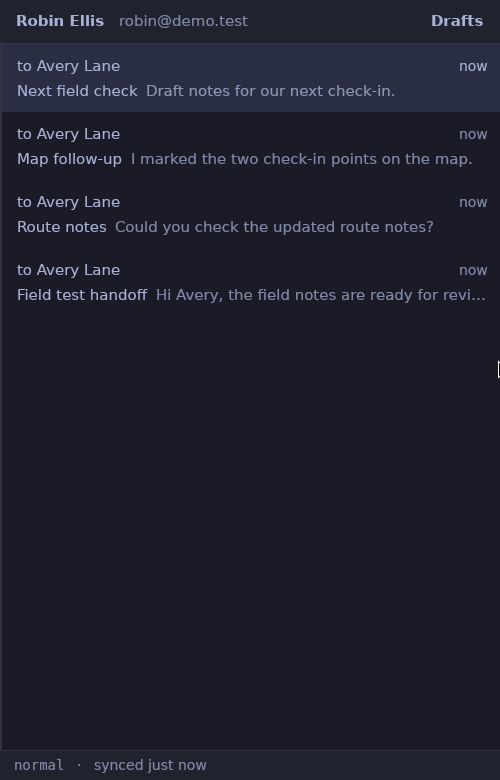 Robin Ellis robin@demo.test Drafts
to Avery Lane now
Next field check Draft notes for our next check-in.
to Avery Lane now
Map follow-up I marked the two check-in points on the map.
to Avery Lane now
Route notes Could you check the updated route notes?
to Avery Lane now
Field test handoff Hi Avery, the field notes are ready for revi…
normal · synced just now